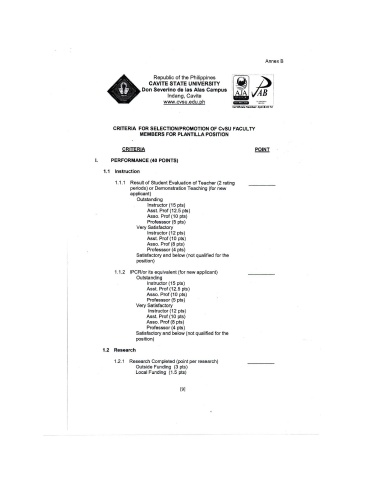 Annex B
Republic of the Philippines
CAVITE STATE UNIVERSITY
Don Severino de las Alas Campus
Indang, Cavite
www.cvsu.edu.ph
AJA
PAB
CRITERIA FOR SELECTION/PROMOTION OF CvSU FACULTY
MEMBERS FOR PLANTILLA POSITION
CRITERIA POINT
I. PERFORMANCE (40 POINTS)
1.1 Instruction
1.1.1 Result of Student Evaluation of Teacher (2 rating
periods) or Demonstration Teaching (for new
applicant)
Outstanding
Instructor (15 pts)
Asst. Prof (12.5 pts)
Asso. Prof (10 pts)
Professsor (5 pts)
Very Satisfactory
Instructor (12 pts)
Asst. Prof (10 pts)
Asso. Prof (8 pts)
Professsor (4 pts)
Satisfactory and below (not qualified for the
position)
1.1.2 IPCR/or its equivalent (for new applicant)
Outstanding
Instructor (15 pts)
Asst. Prof (12.5 pts)
Asso. Prof (10 pts)
Professsor (5 pts)
Very Satisfactory
Instructor (12 pts)
Asst. Prof (10 pts)
Asso. Prof (8 pts)
Professsor (4 pts)
Satisfactory and below (not qualified for the
position)
1.2 Research
1.2.1 Research Completed (point per research)
Outside Funding (3 pts)
Local Funding (1.5 pts)